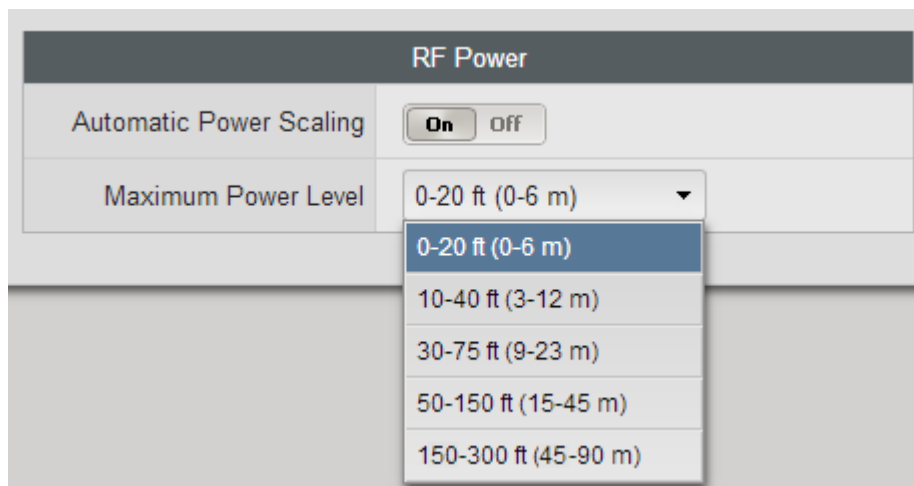 RF Power
Automatic Power Scaling On Off
Maximum Power Level 0-20 ft (0-6 m)
0-20 ft (0-6 m)
10-40 ft (3-12 m)
30-75 ft (9-23 m)
50-150 ft (15-45 m)
150-300 ft (45-90 m)